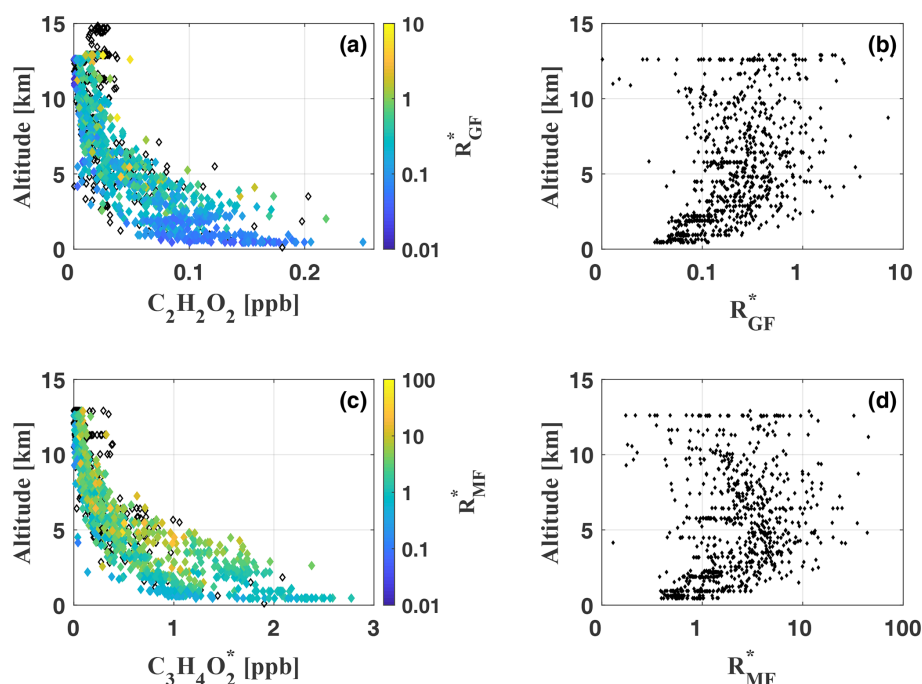 (a)
15
10
5
0
Altitude [km]
0 0.1 0.2
C₂H₂O₂ [ppb]
10
1
0.1
0.01
R*GF
(b)
15
10
5
0
Altitude [km]
0 0.1 1 10
R*GF
(c)
15
10
5
0
Altitude [km]
0 1 2 3
C₃H₄O₂* [ppb]
100
10
1
0.1
0.01
R*MF
(d)
15
10
5
0
Altitude [km]
0 1 10 100
R*MF